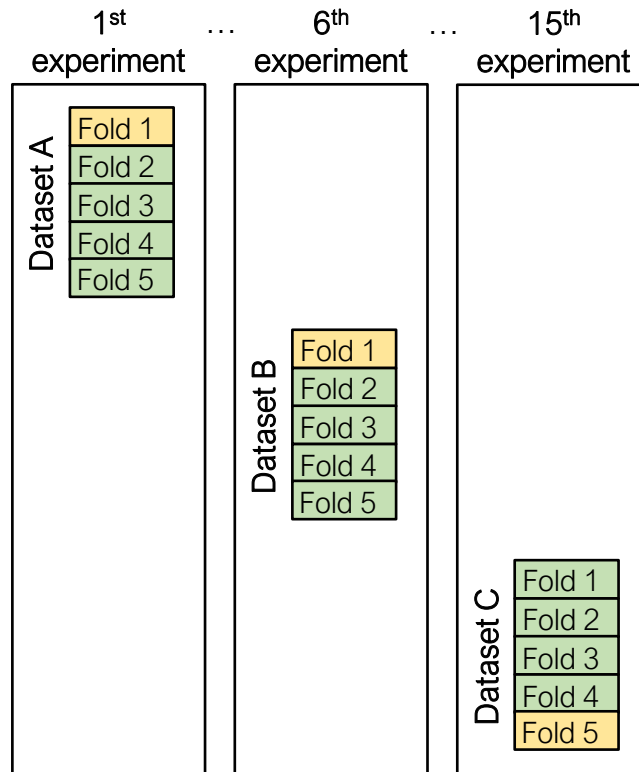 1st
experiment
…
6th
experiment
…
15th
experiment
Dataset A
Fold 1
Fold 2
Fold 3
Fold 4
Fold 5
Dataset B
Fold 1
Fold 2
Fold 3
Fold 4
Fold 5
Dataset C
Fold 1
Fold 2
Fold 3
Fold 4
Fold 5